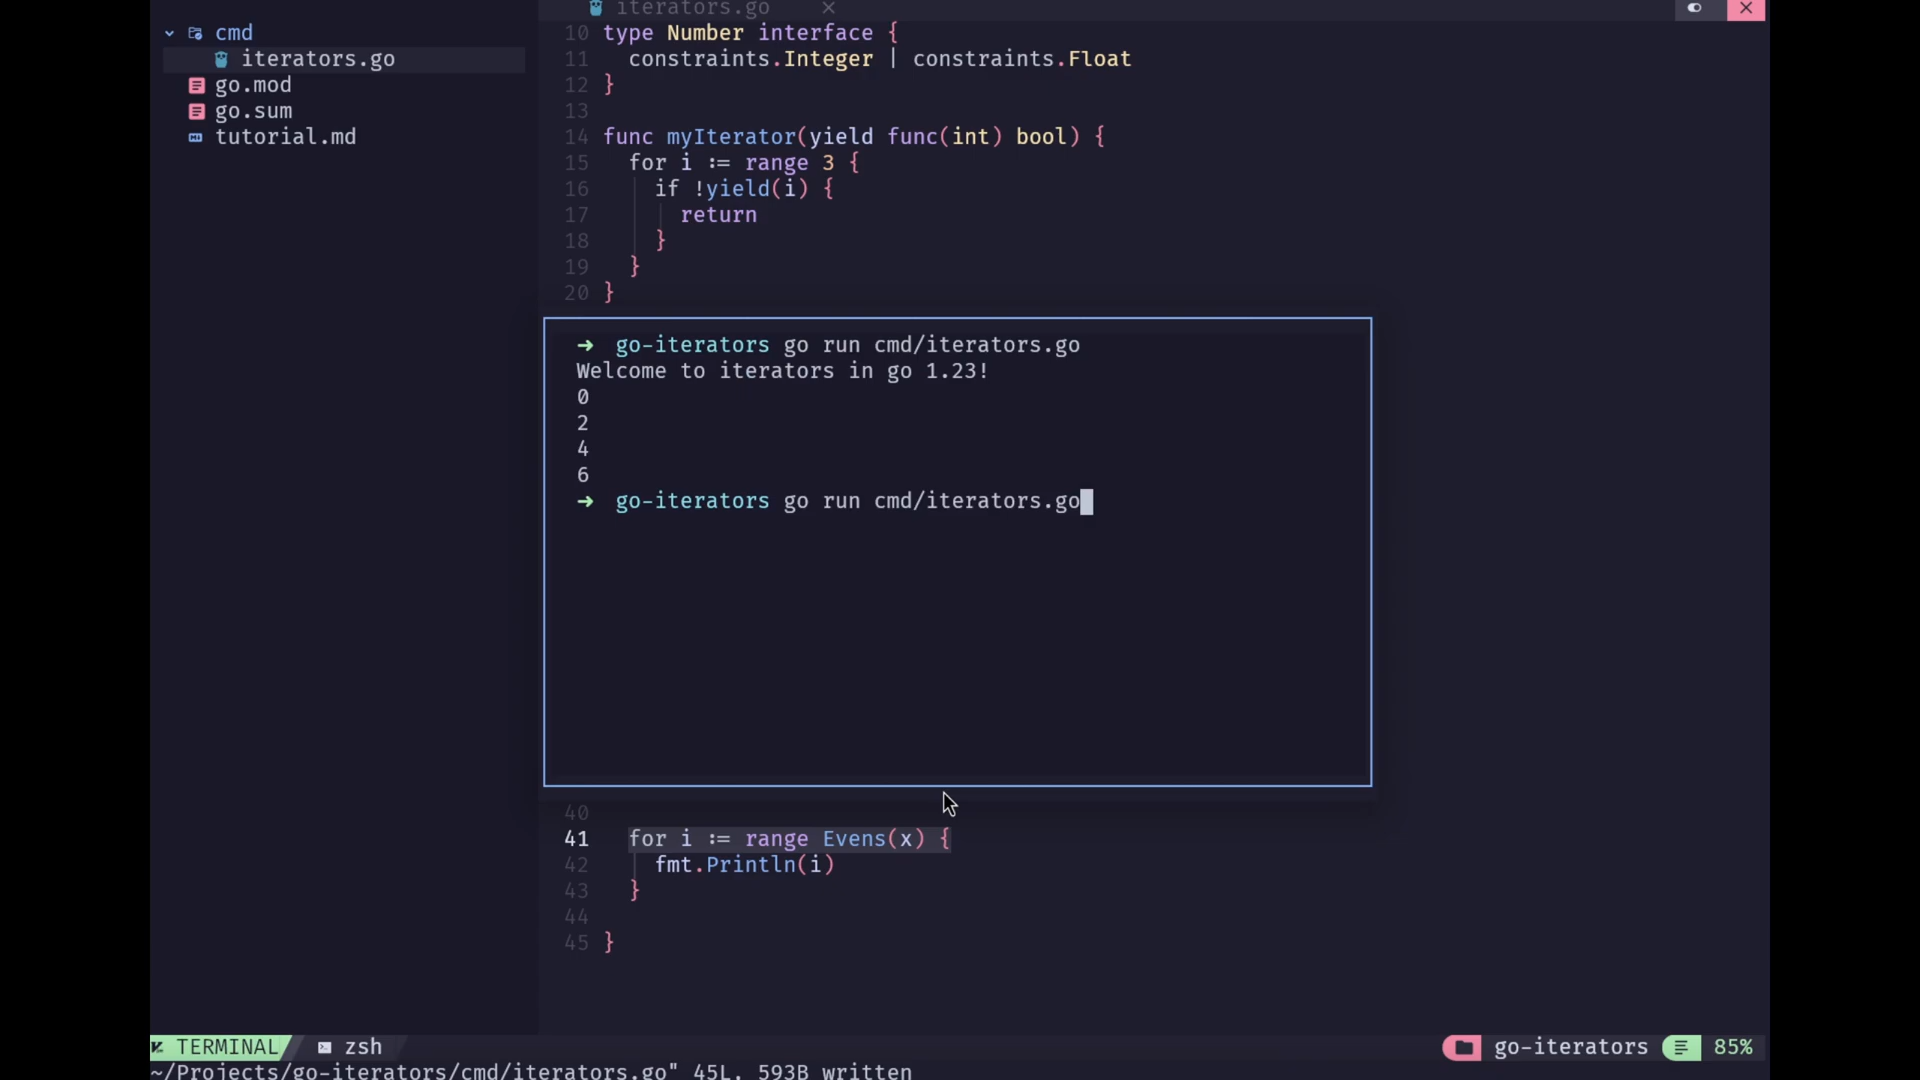 cmd
iterators.go
go.mod
go.sum
tutorial.md
iterators.go ×
10 type Number interface {
11 constraints.Integer | constraints.Float
12 }
13
14 func myIterator(yield func(int) bool) {
15 for i := range 3 {
16 if !yield(i) {
17 return
18 }
19 }
20 }
➜ go-iterators go run cmd/iterators.go
Welcome to iterators in go 1.23!
0
2
4
6
➜ go-iterators go run cmd/iterators.go
40
41 for i := range Evens(x) {
42 fmt.Println(i)
43 }
44
45 }
TERMINAL zsh go-iterators 85%
~/Projects/go-iterators/cmd/iterators.go" 45L, 593B written